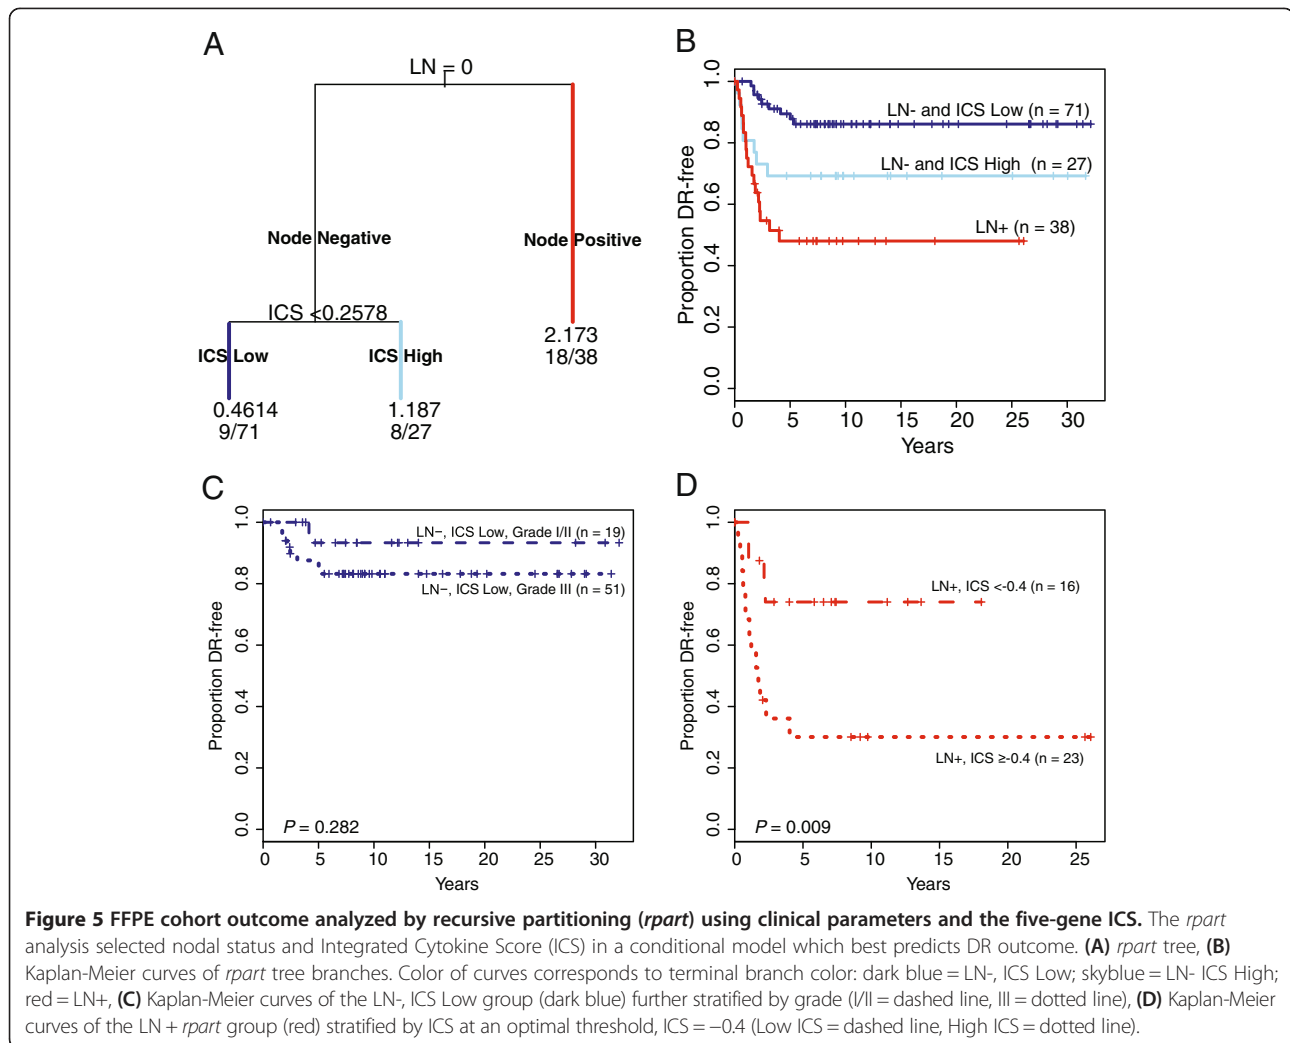 A
LN = 0
Node Negative
Node Positive
ICS <0.2578
2.173
18/38
ICS Low
ICS High
0.4614
9/71
1.187
8/27
B
Proportion DR-free
1.0
0.8
0.6
0.4
0.2
0.0
LN- and ICS Low (n = 71)
LN- and ICS High (n = 27)
LN+ (n = 38)
0 5 10 15 20 25 30
Years
C
Proportion DR-free
1.0
0.8
0.6
0.4
0.2
0.0
LN−, ICS Low, Grade I/II (n = 19)
LN−, ICS Low, Grade III (n = 51)
P = 0.282
0 5 10 15 20 25 30
Years
D
Proportion DR-free
1.0
0.8
0.6
0.4
0.2
0.0
LN+, ICS <-0.4 (n = 16)
LN+, ICS ≥-0.4 (n = 23)
P = 0.009
0 5 10 15 20 25
Years
Figure 5 FFPE cohort outcome analyzed by recursive partitioning (rpart) using clinical parameters and the five-gene ICS. The rpart
analysis selected nodal status and Integrated Cytokine Score (ICS) in a conditional model which best predicts DR outcome. (A) rpart tree, (B)
Kaplan-Meier curves of rpart tree branches. Color of curves corresponds to terminal branch color: dark blue = LN-, ICS Low; skyblue = LN- ICS High;
red = LN+, (C) Kaplan-Meier curves of the LN-, ICS Low group (dark blue) further stratified by grade (I/II = dashed line, III = dotted line), (D) Kaplan-Meier
curves of the LN + rpart group (red) stratified by ICS at an optimal threshold, ICS = −0.4 (Low ICS = dashed line, High ICS = dotted line).